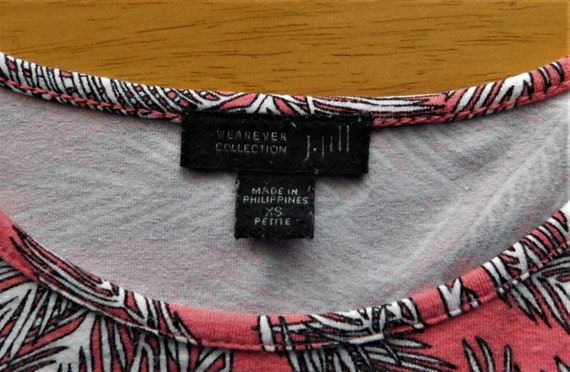 WEAREVER
COLLECTION
J.Jill
MADE IN
PHILIPPINES
XS
PETITE